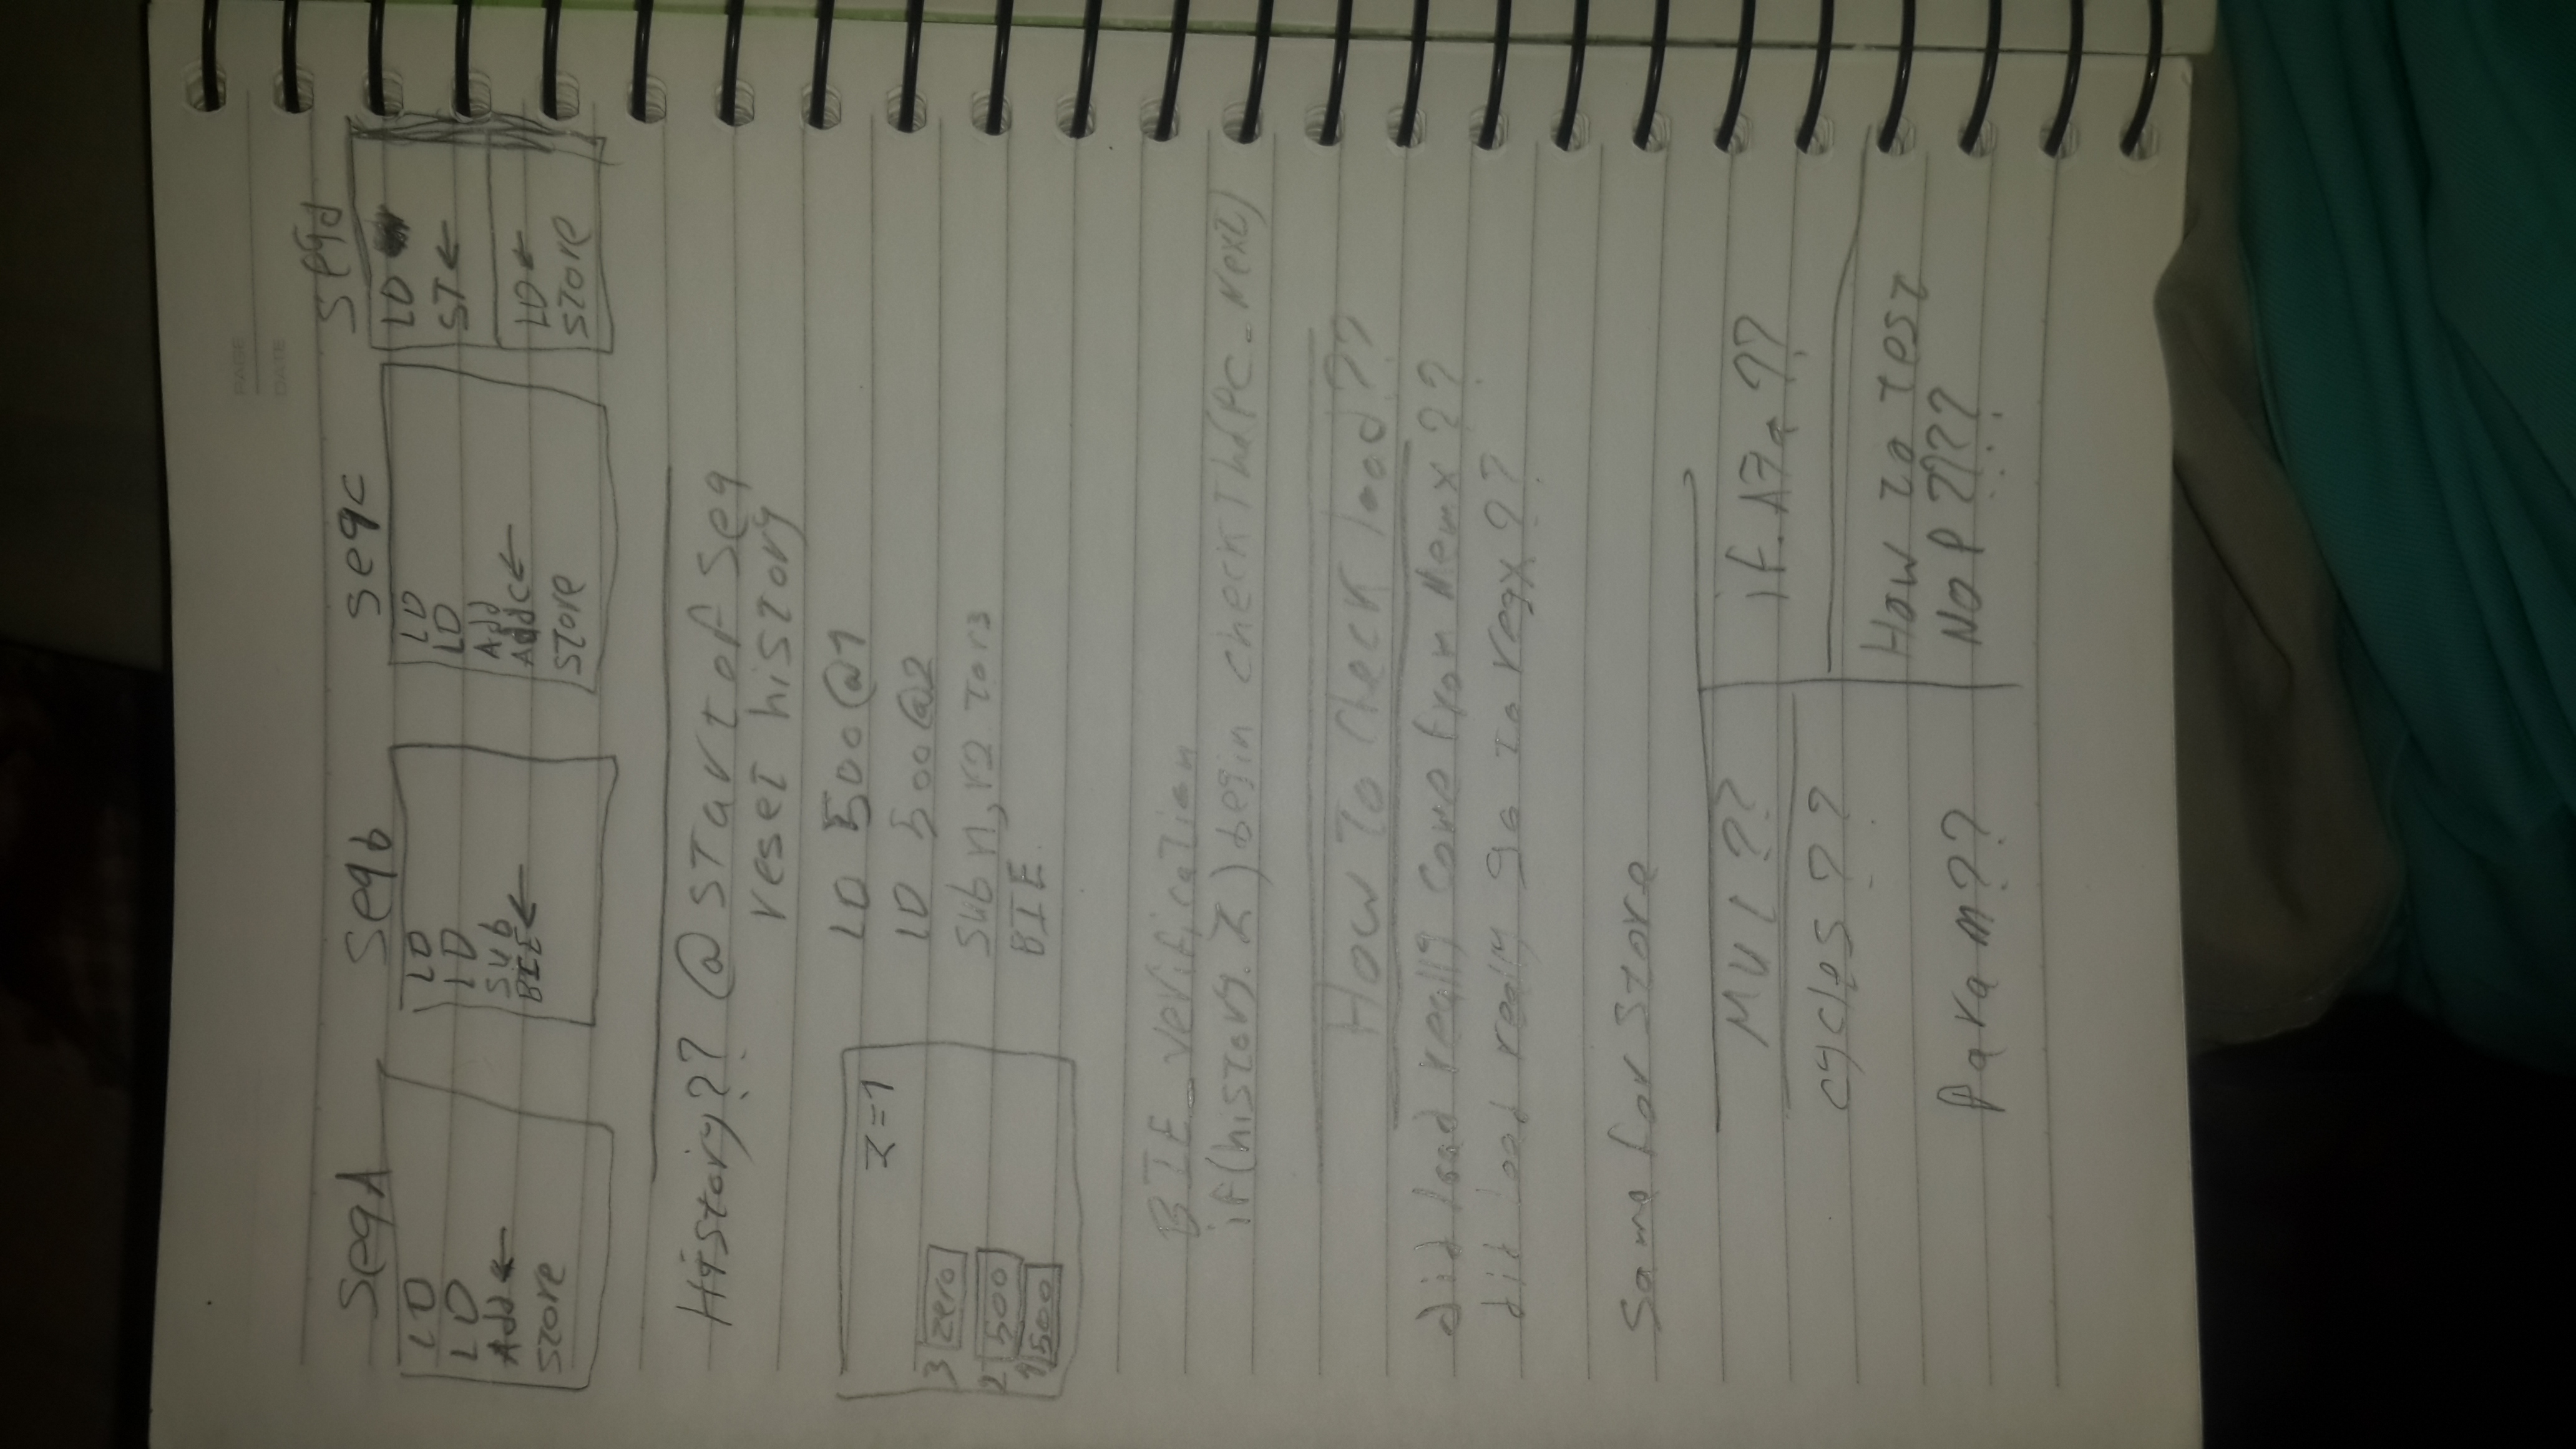 PAGE
DATE
SeqA
LD
LD
Add ←
store
Seqb
LD
LD
Sub
BIE ←
seqc
LD
LD
Add
Addc ←
store
seqd
LD
ST ←
LD ←
store
History?? @ start of seq
reset history
Z=1
3 zero
2 500
1 500
LD 500@1
LD 500@2
Sub r1, r2 to r3
BIE
BIE_verification
if(history.Z) begin check The(PC_Next)
How To Check load??
did load really come from Memx??
did load really go to regx??
Same for store
MUL??
cycles??
Param??
if.
How to test
NOP????